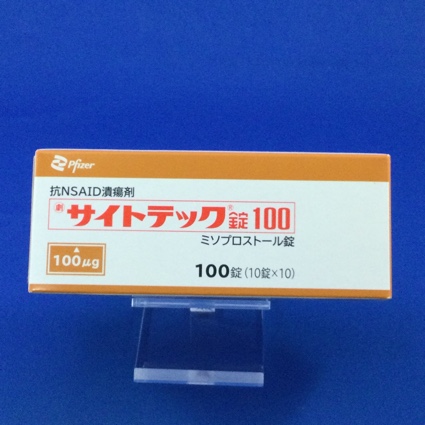 Pfizer
抗NSAID潰瘍剤
劇 サイトテック®錠100
ミソプロストール錠
100μg
100錠(10錠×10)